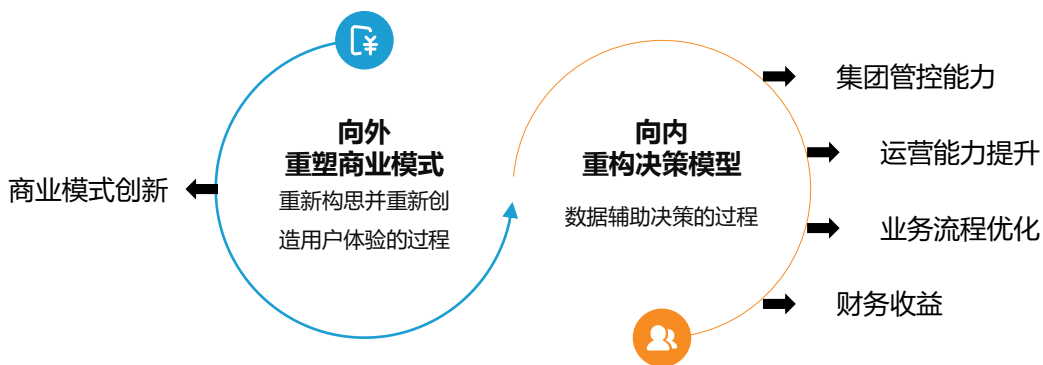 商业模式创新
向外
重塑商业模式
重新构思并重新创
造用户体验的过程
向内
重构决策模型
数据辅助决策的过程
集团管控能力
运营能力提升
业务流程优化
财务收益